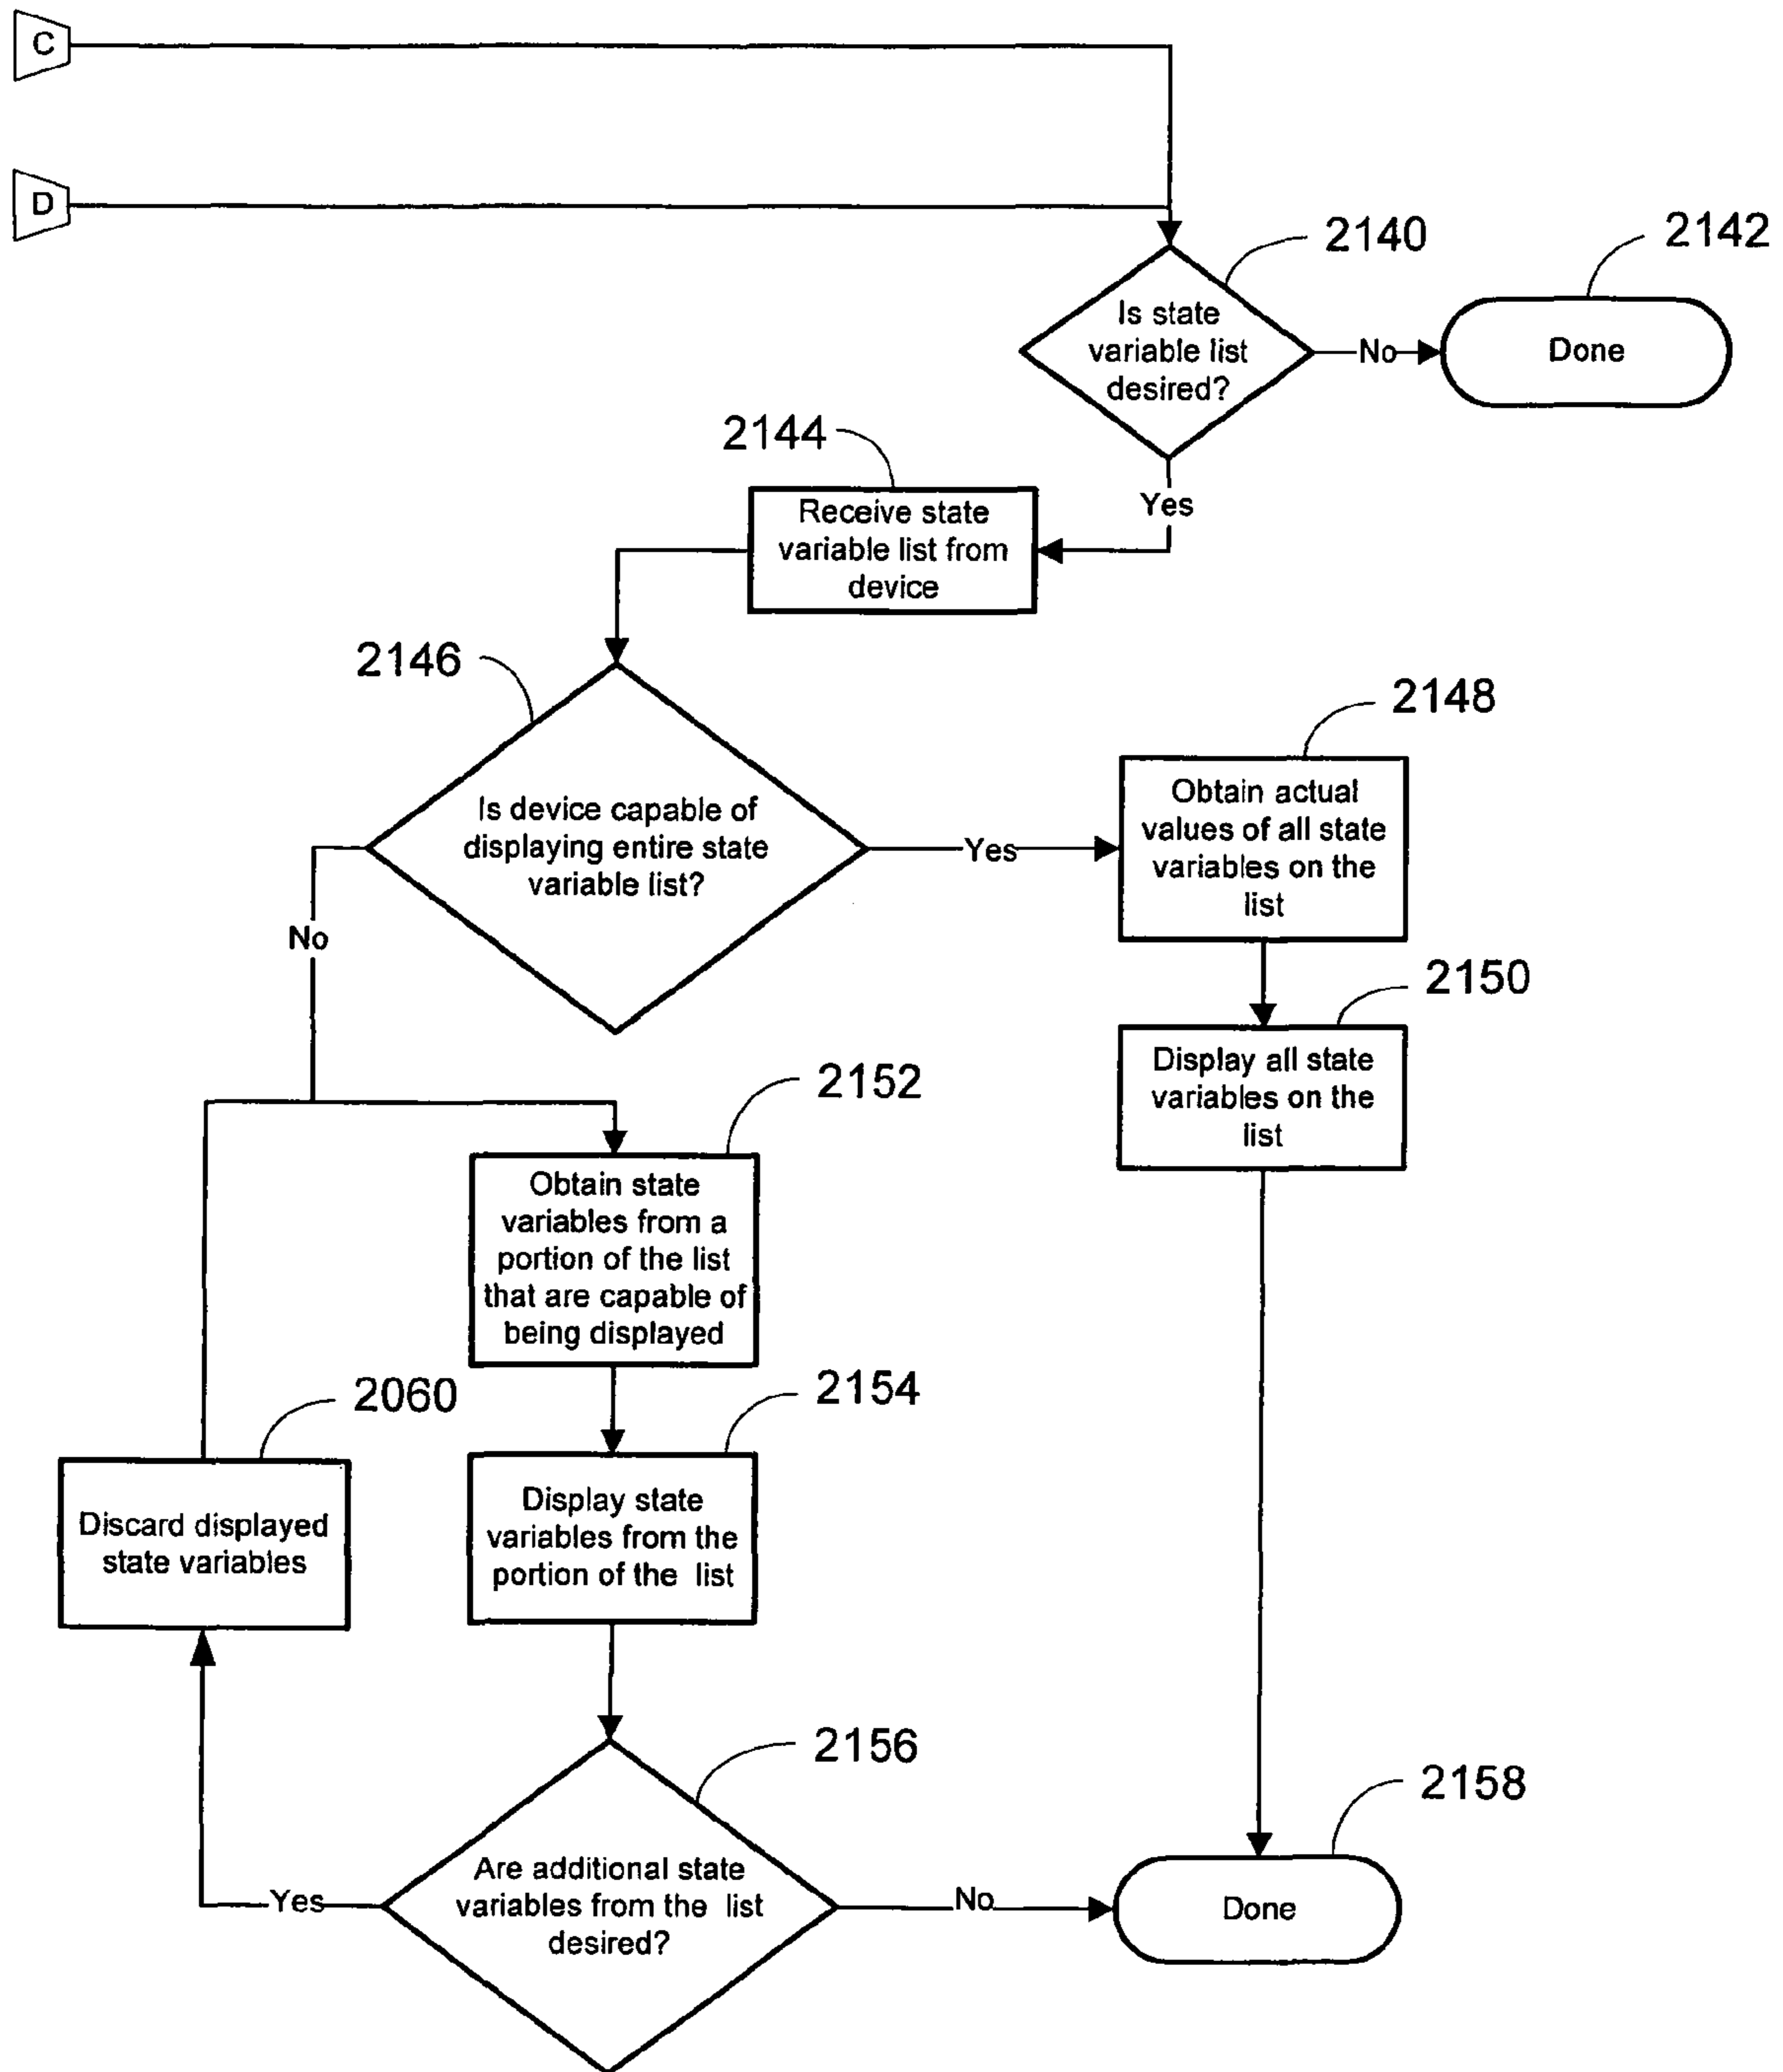 C
D
2140
2142
Is state
variable list
desired?
No
Done
2144
Yes
Receive state
variable list from
device
2146
2148
Is device capable of
displaying entire state
variable list?
Yes
Obtain actual
values of all state
variables on the
list
No
2150
Display all state
variables on the
list
2152
Obtain state
variables from a
portion of the list
that are capable of
being displayed
2060
2154
Discard displayed
state variables
Display state
variables from the
portion of the list
2156
2158
Are additional state
variables from the list
desired?
Yes
No
Done